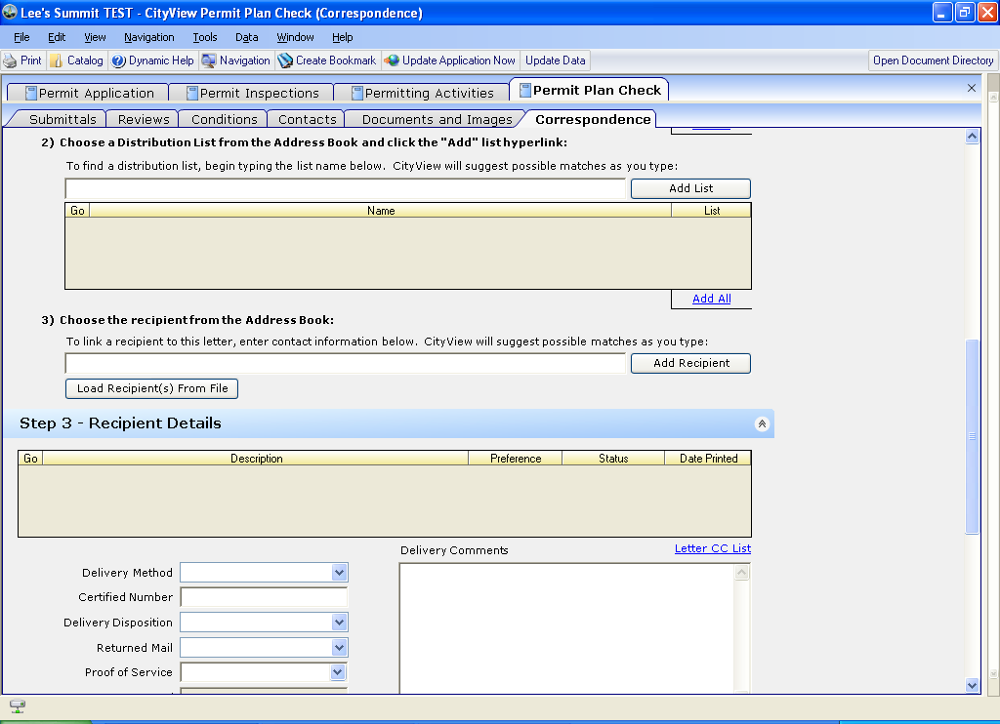 Lee's Summit TEST - CityView Permit Plan Check (Correspondence)
File Edit View Navigation Tools Data Window Help
Print Catalog Dynamic Help Navigation Create Bookmark Update Application Now Update Data Open Document Directory
Permit Application Permit Inspections Permitting Activities Permit Plan Check
Submittals Reviews Conditions Contacts Documents and Images Correspondence
2) Choose a Distribution List from the Address Book and click the "Add" list hyperlink:
To find a distribution list, begin typing the list name below. CityView will suggest possible matches as you type:
Add List
Go Name List
Add All
3) Choose the recipient from the Address Book:
To link a recipient to this letter, enter contact information below. CityView will suggest possible matches as you type:
Add Recipient
Load Recipient(s) From File
Step 3 - Recipient Details
Go Description Preference Status Date Printed
Delivery Comments Letter CC List
Delivery Method
Certified Number
Delivery Disposition
Returned Mail
Proof of Service